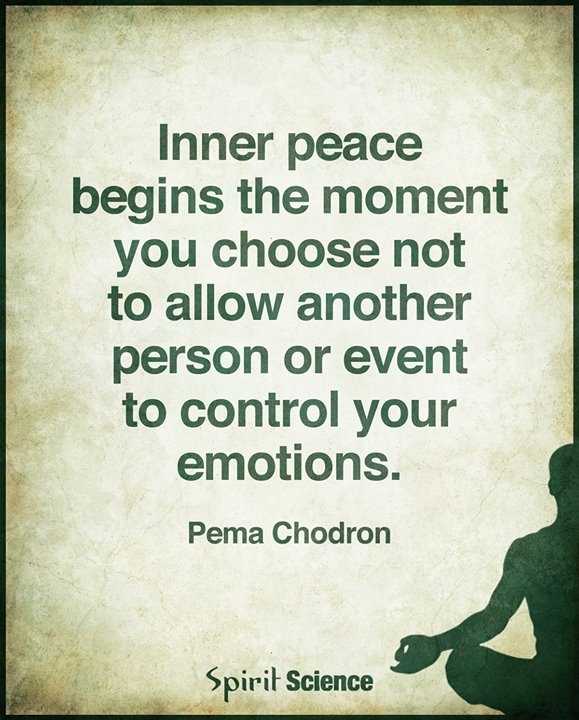 Inner peace
begins the moment
you choose not
to allow another
person or event
to control your
emotions.
Pema Chodron
Spirit Science